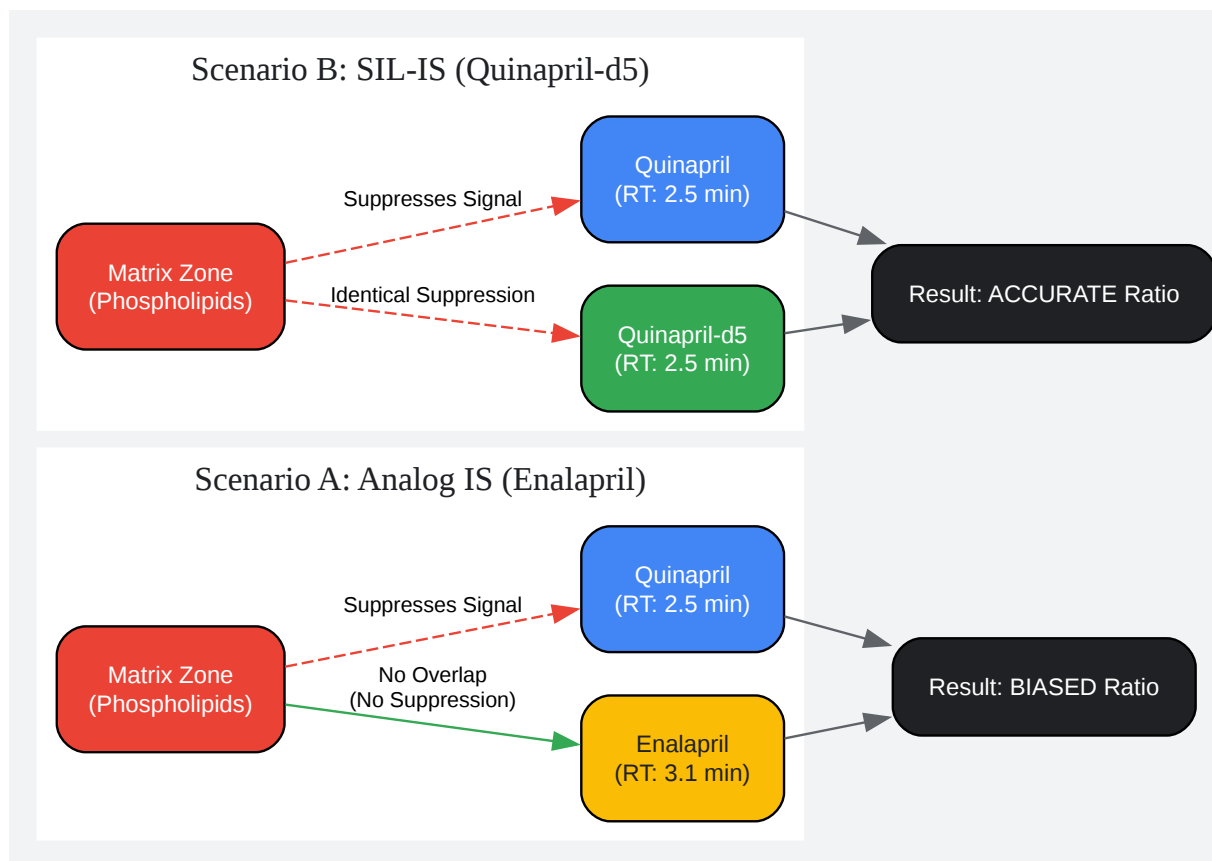 Scenario B: SIL-IS (Quinapril-d5)
Quinapril
(RT: 2.5 min)
Suppresses Signal
Matrix Zone
(Phospholipids)
Identical Suppression
Result: ACCURATE Ratio
Quinapril-d5
(RT: 2.5 min)
Scenario A: Analog IS (Enalapril)
Quinapril
(RT: 2.5 min)
Suppresses Signal
Matrix Zone
(Phospholipids)
No Overlap
(No Suppression)
Result: BIASED Ratio
Enalapril
(RT: 3.1 min)